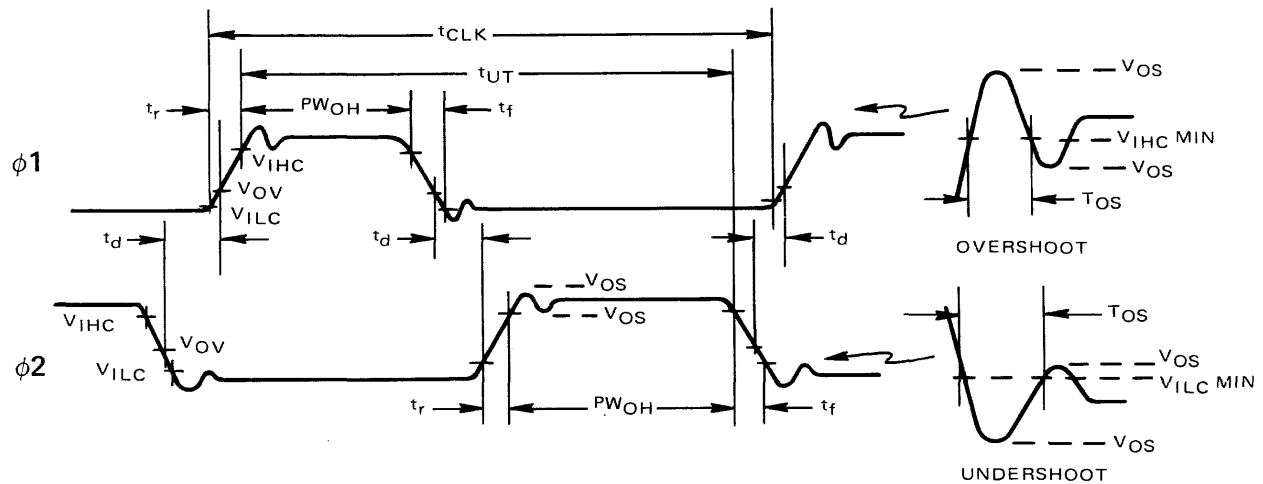 tCLK
tUT
tr
PWOH
tf
VOS
VIHC MIN
VOS
TOS
OVERSHOOT
ϕ1
VIHC
VOV
VILC
td
td
td
VOS
VOS
VIHC
VOV
VILC
ϕ2
tr
PWOH
tf
TOS
VOS
VILC MIN
VOS
UNDERSHOOT